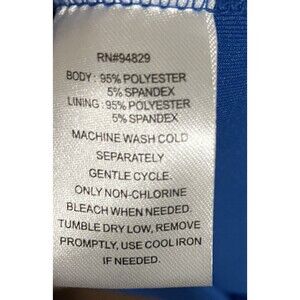 RN#94829
BODY : 95% POLYESTER
5% SPANDEX
LINING : 95% POLYESTER
5% SPANDEX
MACHINE WASH COLD
SEPARATELY
GENTLE CYCLE.
ONLY NON-CHLORINE
BLEACH WHEN NEEDED.
TUMBLE DRY LOW, REMOVE
PROMPTLY, USE COOL IRON
IF NEEDED.